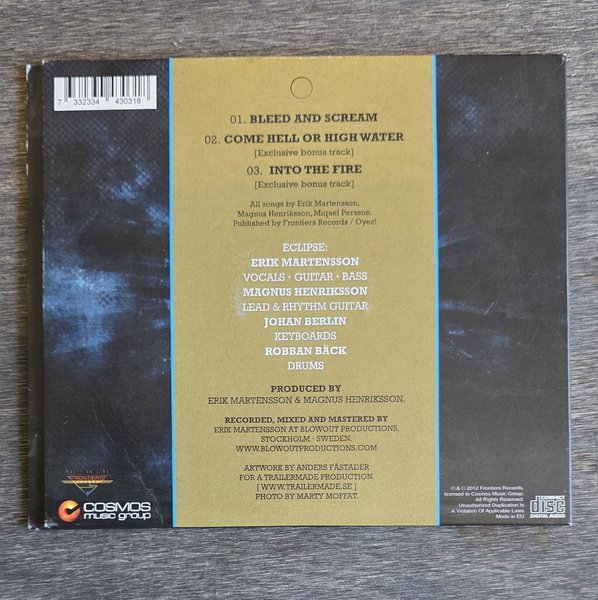 7 332334 430318
01. BLEED AND SCREAM
02. COME HELL OR HIGH WATER
[Exclusive bonus track]
03. INTO THE FIRE
[Exclusive bonus track]
All songs by Erik Martensson,
Magnus Henriksson, Miqael Persson.
Published by Frontiers Records / Oyez!
ECLIPSE:
ERIK MARTENSSON
VOCALS · GUITAR · BASS
MAGNUS HENRIKSSON
LEAD & RHYTHM GUITAR
JOHAN BERLIN
KEYBOARDS
ROBBAN BÄCK
DRUMS
PRODUCED BY
ERIK MARTENSSON & MAGNUS HENRIKSSON.
RECORDED, MIXED AND MASTERED BY
ERIK MARTENSSON AT BLOWOUT PRODUCTIONS,
STOCKHOLM · SWEDEN.
WWW.BLOWOUTPRODUCTIONS.COM
ARTWORK BY ANDERS FÄSTADER
FOR A TRAILERMADE PRODUCTION.
[ WWW.TRAILERMADE.SE ]
PHOTO BY MARTY MOFFAT.
FRONTIERS
COSMOS
music group
℗ & © 2012 Frontiers Records,
licensed to Cosmos Music Group.
All Rights Reserved.
Unauthorized Duplication Is
A Violation Of Applicable Laws.
Made in EU
COMPACT
disc
DIGITAL AUDIO